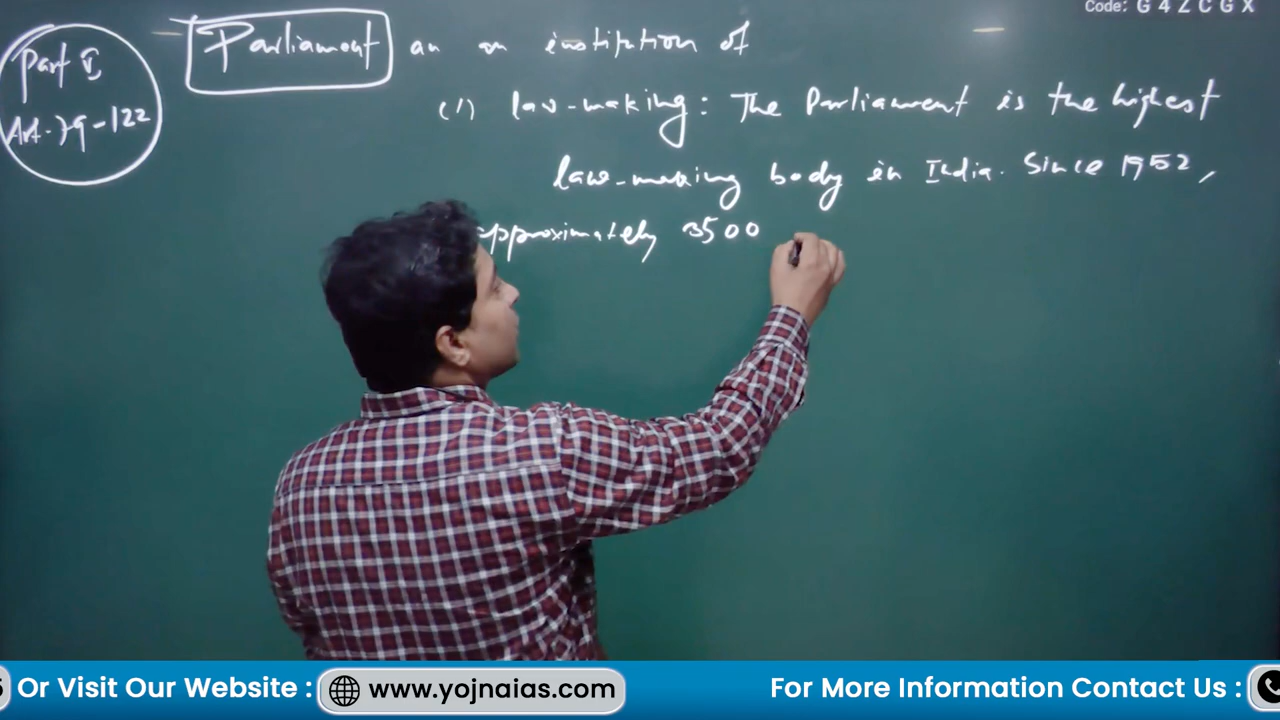 Code: G 4 Z C G X
Part V
Art-79-122
Parliament as an institution of
(1) law-making: The Parliament is the highest
law-making body in India. Since 1952,
approximately 3500
Or Visit Our Website :
www.yojnaias.com
For More Information Contact Us :